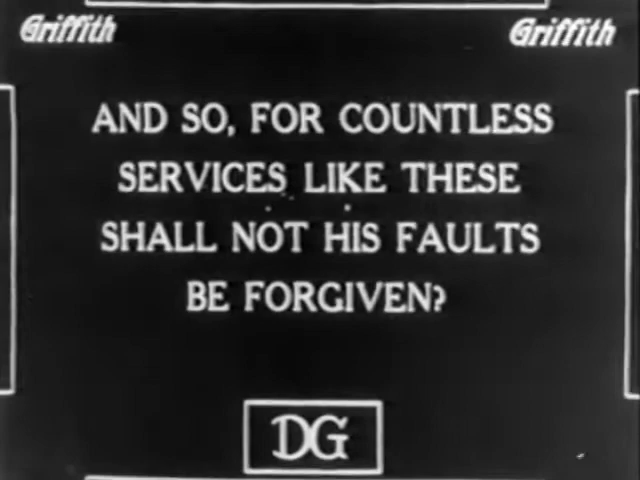 Griffith Griffith
AND SO, FOR COUNTLESS
SERVICES LIKE THESE
SHALL NOT HIS FAULTS
BE FORGIVEN?
DG